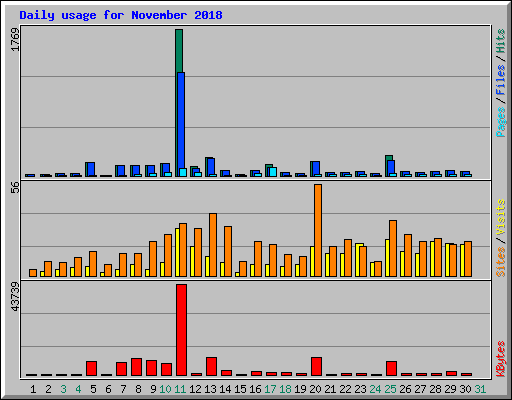 Daily usage for November 2018
1769
Pages / Files / Hits
56
Sites / Visits
43739
KBytes
1 2 3 4 5 6 7 8 9 10 11 12 13 14 15 16 17 18 19 20 21 22 23 24 25 26 27 28 29 30 31